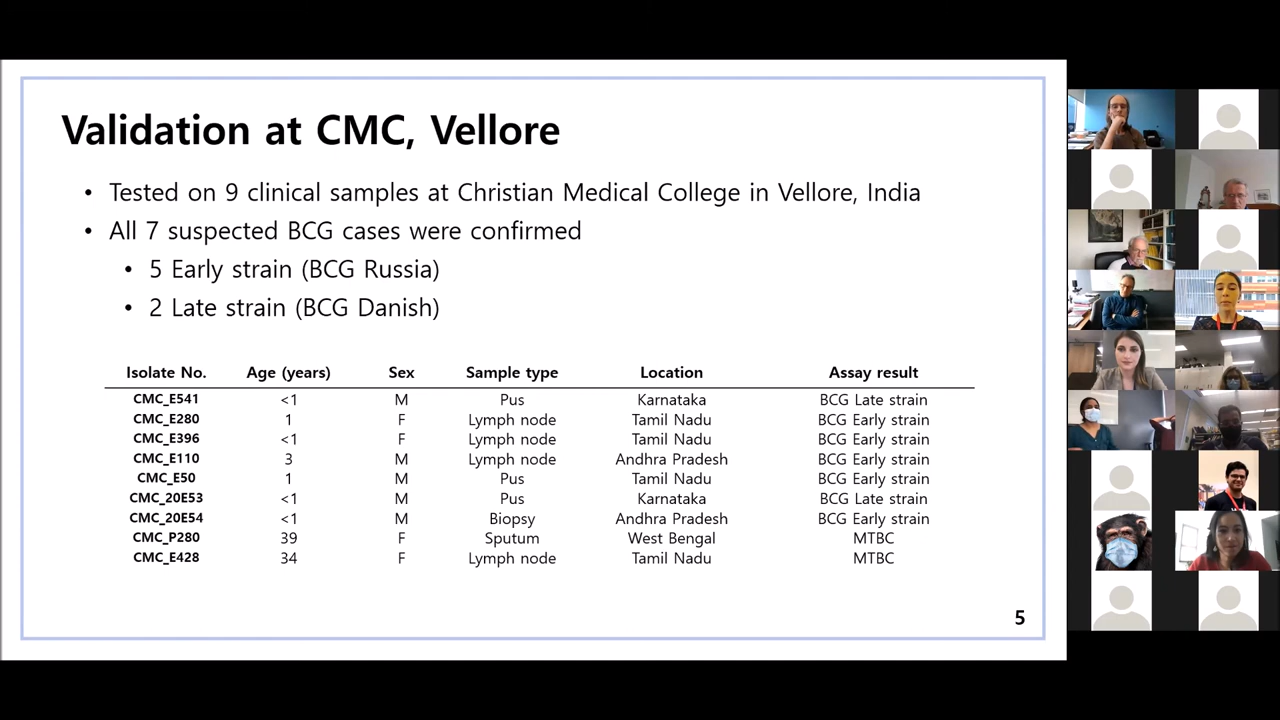 Validation at CMC, Vellore
• Tested on 9 clinical samples at Christian Medical College in Vellore, India
• All 7 suspected BCG cases were confirmed
• 5 Early strain (BCG Russia)
• 2 Late strain (BCG Danish)
Isolate No. Age (years) Sex Sample type Location Assay result
CMC_E541 <1 M Pus Karnataka BCG Late strain
CMC_E280 1 F Lymph node Tamil Nadu BCG Early strain
CMC_E396 <1 F Lymph node Tamil Nadu BCG Early strain
CMC_E110 3 M Lymph node Andhra Pradesh BCG Early strain
CMC_E50 1 M Pus Tamil Nadu BCG Early strain
CMC_20E53 <1 M Pus Karnataka BCG Late strain
CMC_20E54 <1 M Biopsy Andhra Pradesh BCG Early strain
CMC_P280 39 F Sputum West Bengal MTBC
CMC_E428 34 F Lymph node Tamil Nadu MTBC
5